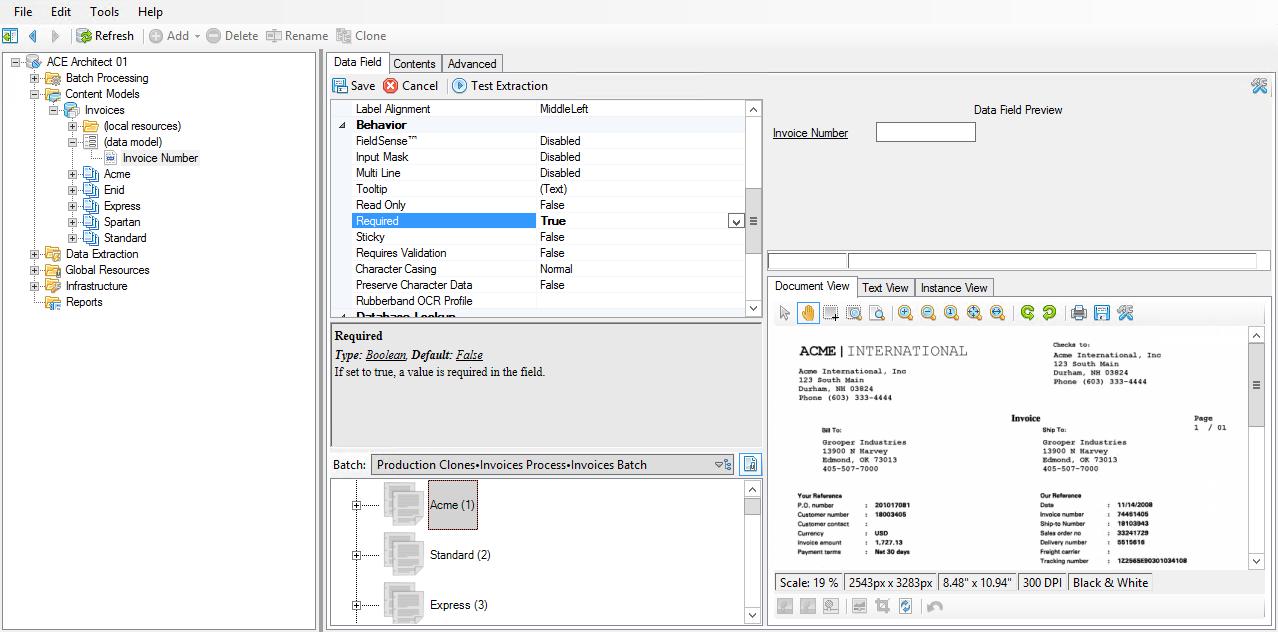 File Edit Tools Help
Refresh Add Delete Rename Clone
ACE Architect 01
Batch Processing
Content Models
Invoices
(local resources)
(data model)
Invoice Number
Acme
Enid
Express
Spartan
Standard
Data Extraction
Global Resources
Infrastructure
Reports
Data Field Contents Advanced
Save Cancel Test Extraction
Label Alignment MiddleLeft
Behavior
FieldSense™ Disabled
Input Mask Disabled
Multi Line Disabled
Tooltip (Text)
Read Only False
Required True
Sticky False
Requires Validation False
Character Casing Normal
Preserve Character Data False
Rubberband OCR Profile
Database Lookup
Required
Type: Boolean, Default: False
If set to true, a value is required in the field.
Batch: Production Clones•Invoices Process•Invoices Batch
Acme (1)
Standard (2)
Express (3)
Data Field Preview
Invoice Number
Document View Text View Instance View
ACME | INTERNATIONAL
Acme International, Inc
123 South Main
Durham, NH 03824
Phone (603) 333-4444
Checks to:
Acme International, Inc
123 South Main
Durham, NH 03824
Phone (603) 333-4444
Invoice
Page
1 / 01
Bill To:
Grooper Industries
13900 N Harvey
Edmond, OK 73013
405-507-7000
Ship To:
Grooper Industries
13900 N Harvey
Edmond, OK 73013
405-507-7000
Your Reference
P.O. number : 201017081
Customer number : 18003405
Customer contact :
Currency : USD
Invoice amount : 1,727.13
Payment terms : Net 30 days
Our Reference
Date : 11/14/2008
Invoice number : 74461405
Ship-to Number : 18103943
Sales order no : 33241729
Delivery number : 5515616
Freight carrier :
Tracking number : 1Z2565E90301034108
Scale: 19 % 2543px x 3283px 8.48" x 10.94" 300 DPI Black & White